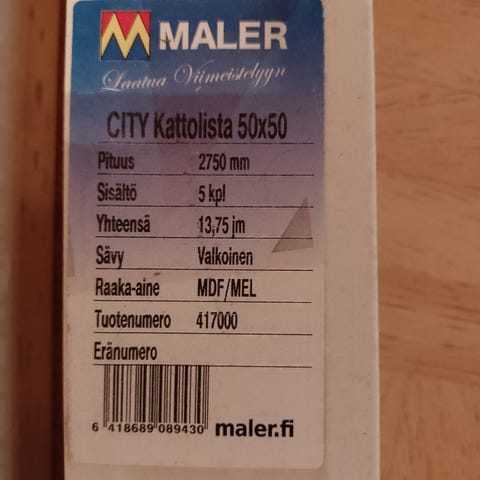 MALER
Laatua Viimeistelyyn
CITY Kattolista 50x50
Pituus 2750 mm
Sisältö 5 kpl
Yhteensä 13,75 jm
Sävy Valkoinen
Raaka-aine MDF/MEL
Tuotenumero 417000
Eränumero
6 418689 089430 maler.fi